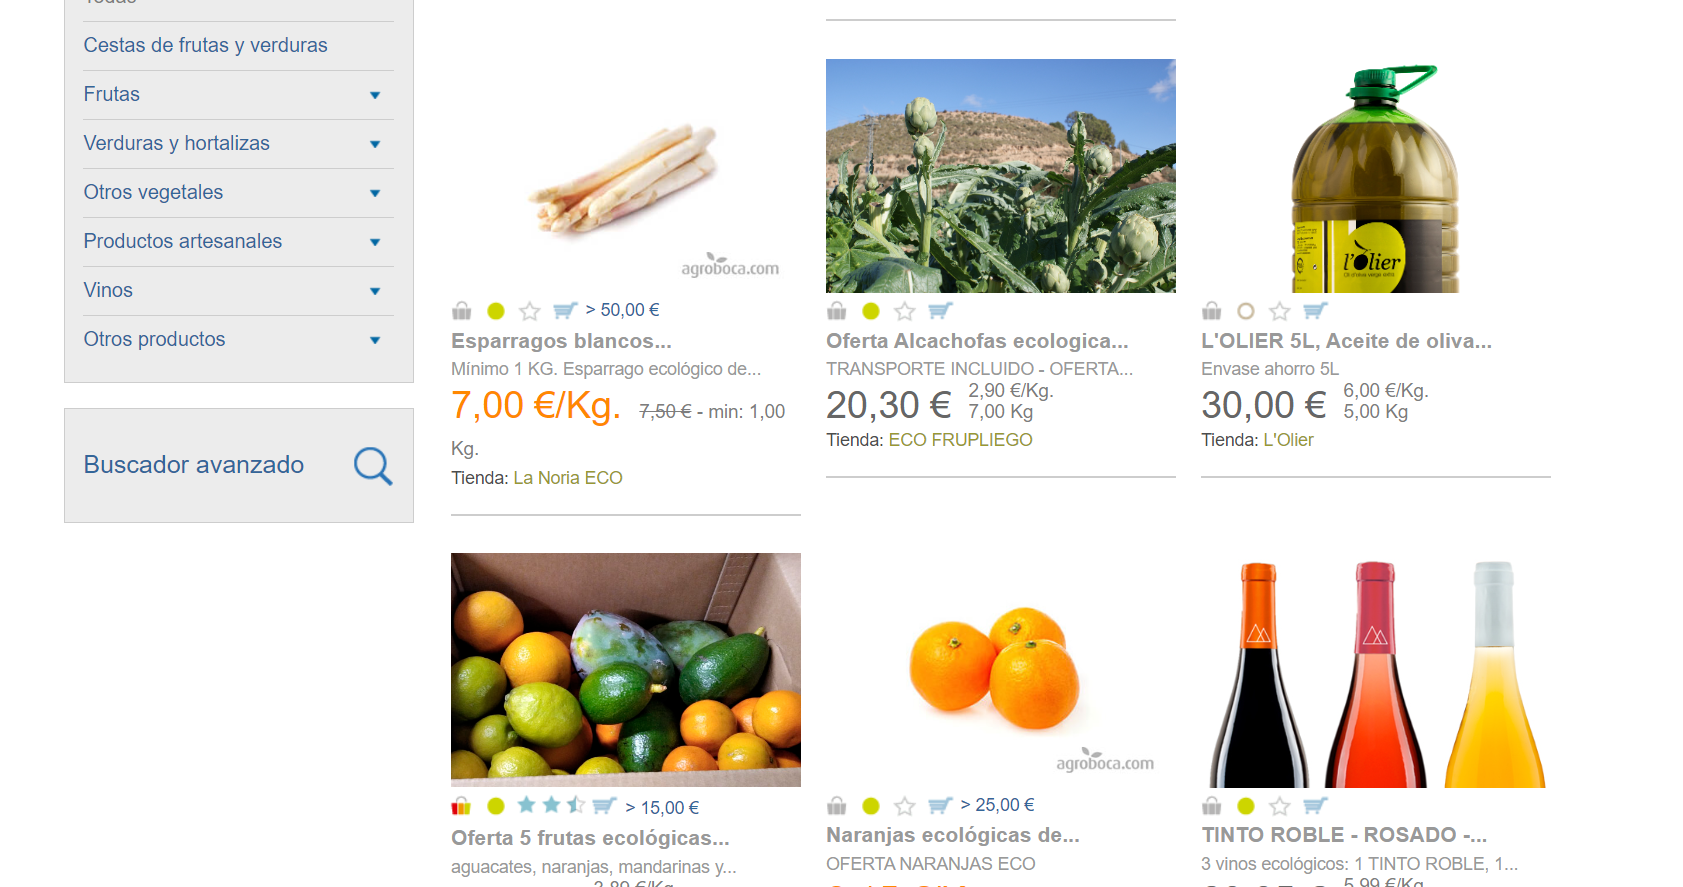 Cestas de frutas y verduras
Frutas
Verduras y hortalizas
Otros vegetales
Productos artesanales
Vinos
Otros productos
Buscador avanzado
agroboca.com
> 50,00 €
Esparragos blancos...
Mínimo 1 KG. Esparrago ecológico de...
7,00 €/Kg. 7,50 € - min: 1,00
Kg.
Tienda: La Noria ECO
Oferta Alcachofas ecologica...
TRANSPORTE INCLUIDO - OFERTA...
20,30 € 2,90 €/Kg.
7,00 Kg
Tienda: ECO FRUPLIEGO
l'Olier
L'OLIER 5L, Aceite de oliva...
Envase ahorro 5L
30,00 € 6,00 €/Kg.
5,00 Kg
Tienda: L'Olier
> 15,00 €
Oferta 5 frutas ecológicas...
aguacates, naranjas, mandarinas y...
agroboca.com
> 25,00 €
Naranjas ecológicas de...
OFERTA NARANJAS ECO
TINTO ROBLE - ROSADO -...
3 vinos ecológicos: 1 TINTO ROBLE, 1...
5,99 €/Kg